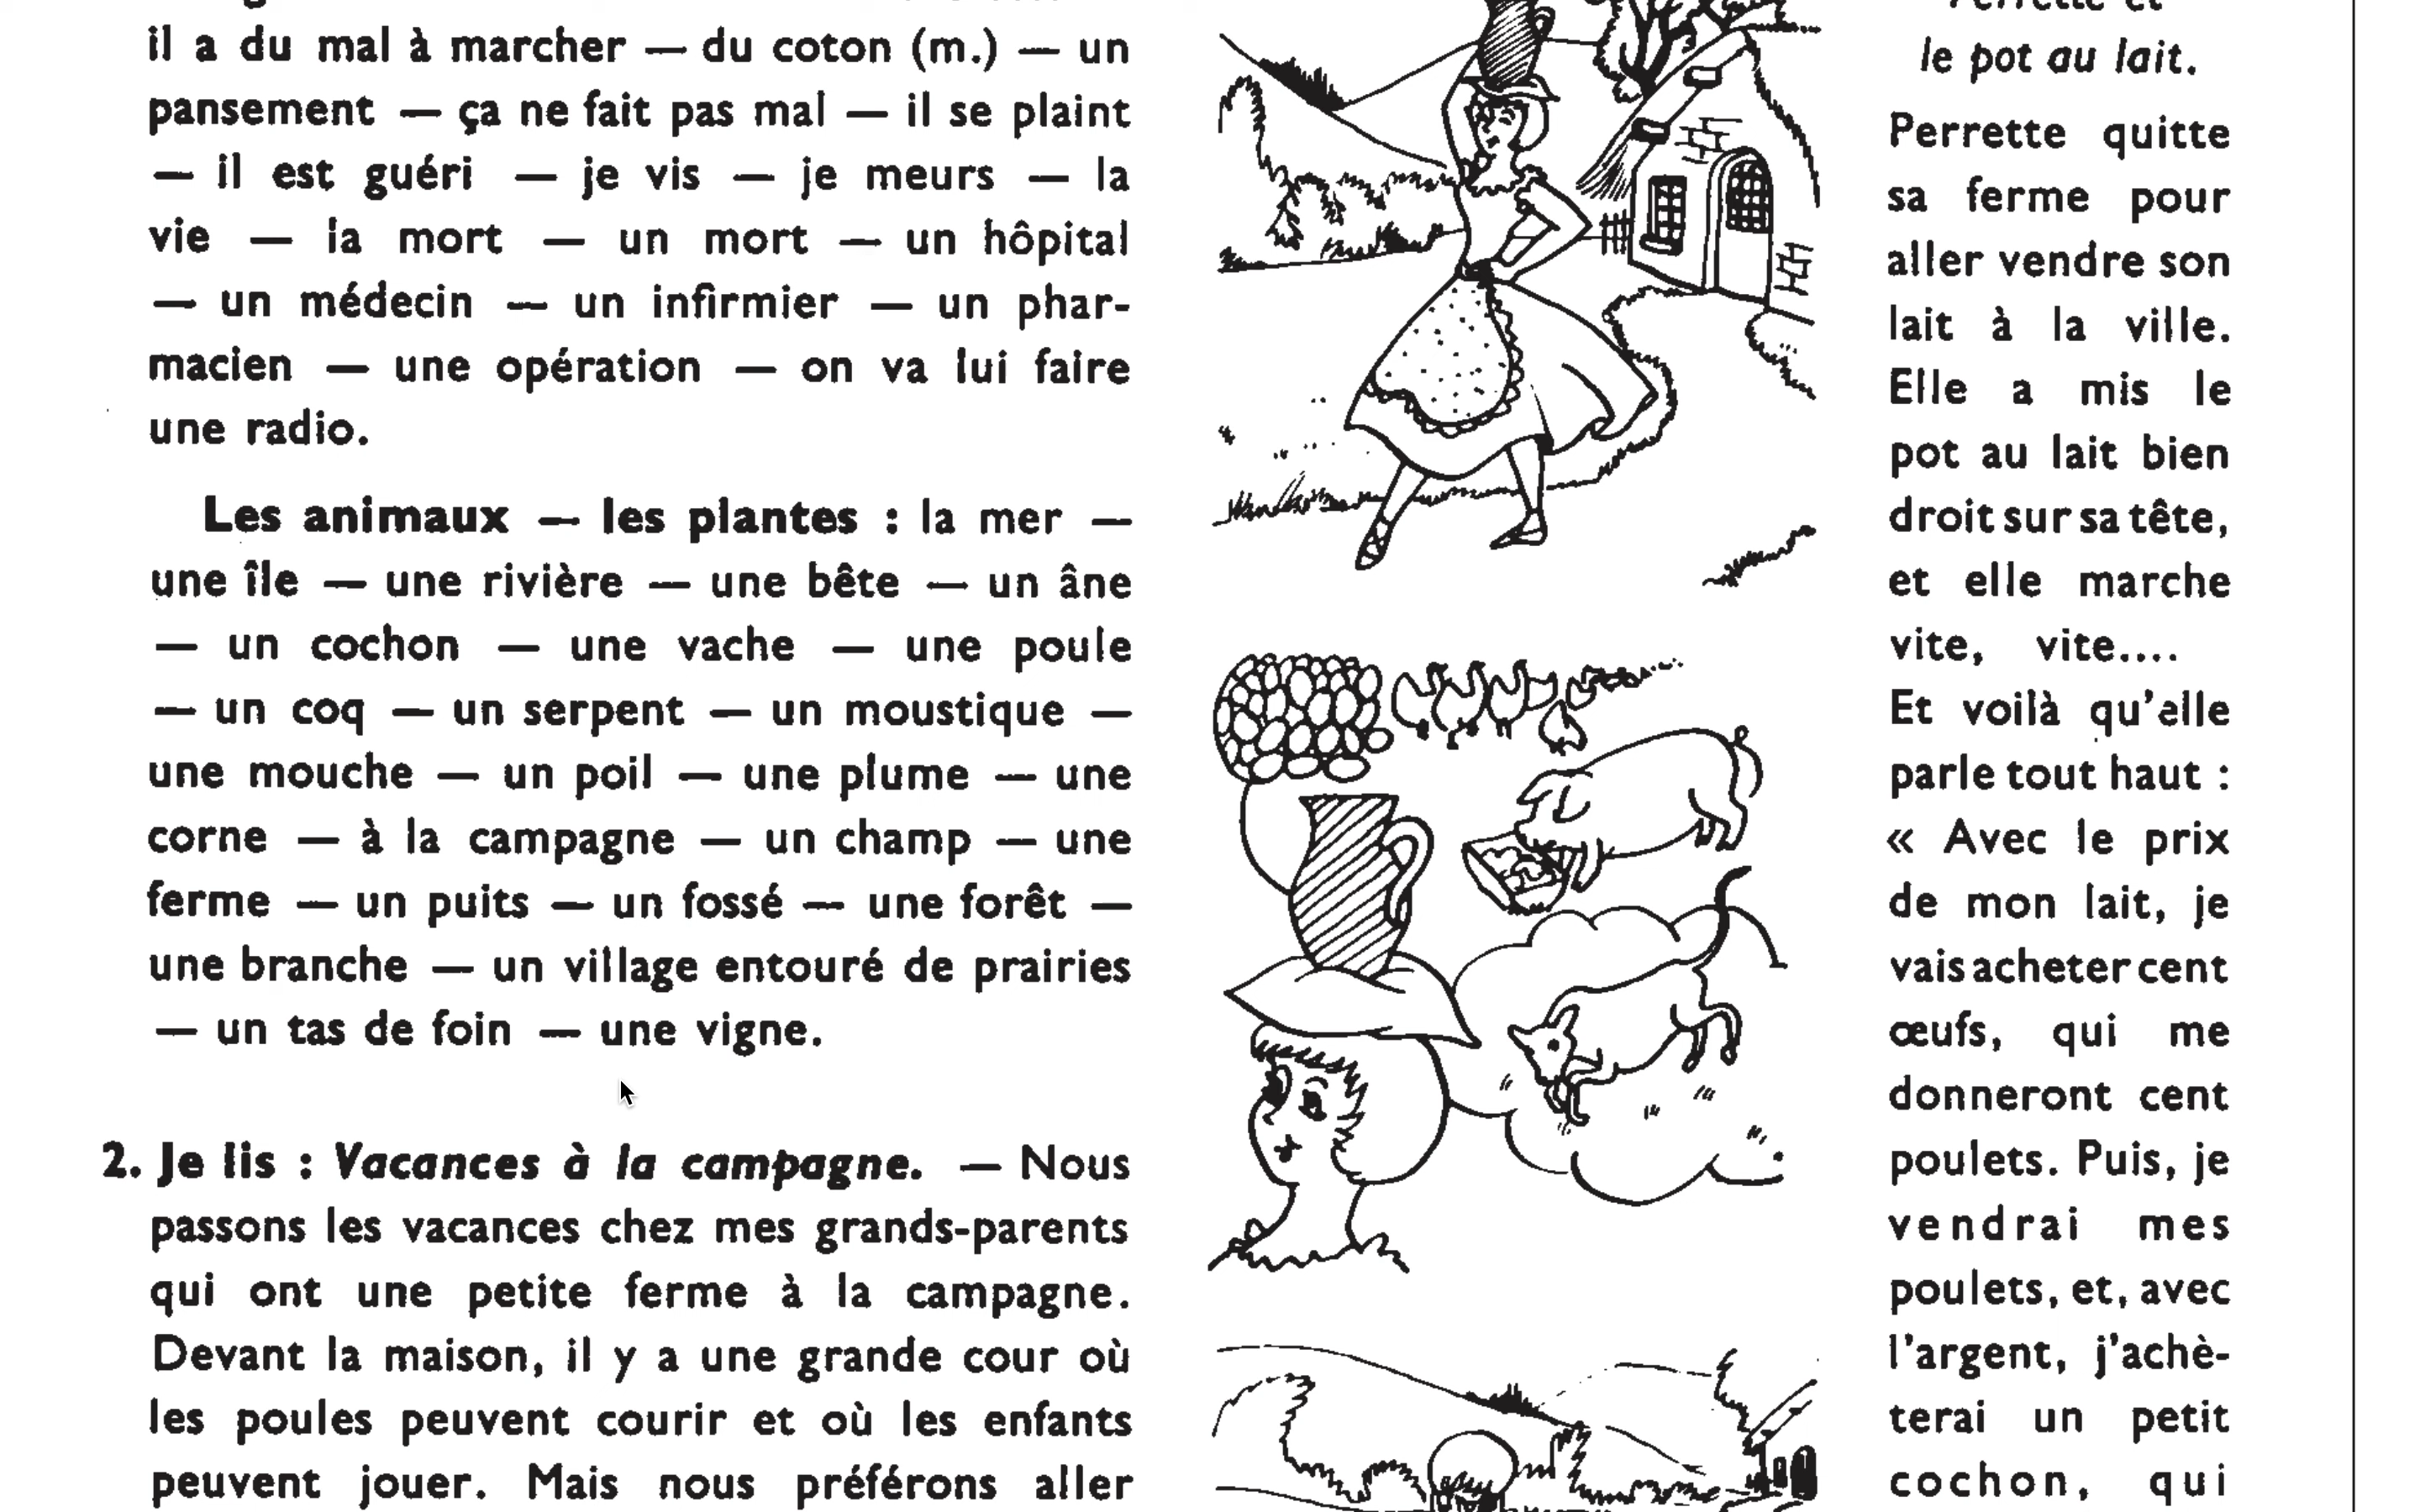 il a du mal à marcher — du coton (m.) — un
pansement — ça ne fait pas mal — il se plaint
— il est guéri — je vis — je meurs — la
vie — la mort — un mort — un hôpital
— un médecin — un infirmier — un phar-
macien — une opération — on va lui faire
une radio.
Les animaux — les plantes : la mer —
une île — une rivière — une bête — un âne
— un cochon — une vache — une poule
— un coq — un serpent — un moustique —
une mouche — un poil — une plume — une
corne — à la campagne — un champ — une
ferme — un puits — un fossé — une forêt —
une branche — un village entouré de prairies
— un tas de foin — une vigne.
2. Je lis : Vacances à la campagne. — Nous
passons les vacances chez mes grands-parents
qui ont une petite ferme à la campagne.
Devant la maison, il y a une grande cour où
les poules peuvent courir et où les enfants
peuvent jouer. Mais nous préférons aller
Perrette et
le pot au lait.
Perrette quitte
sa ferme pour
aller vendre son
lait à la ville.
Elle a mis le
pot au lait bien
droit sur sa tête,
et elle marche
vite, vite....
Et voilà qu'elle
parle tout haut :
« Avec le prix
de mon lait, je
vais acheter cent
œufs, qui me
donneront cent
poulets. Puis, je
vendrai mes
poulets, et, avec
l'argent, j'achè-
terai un petit
cochon, qui